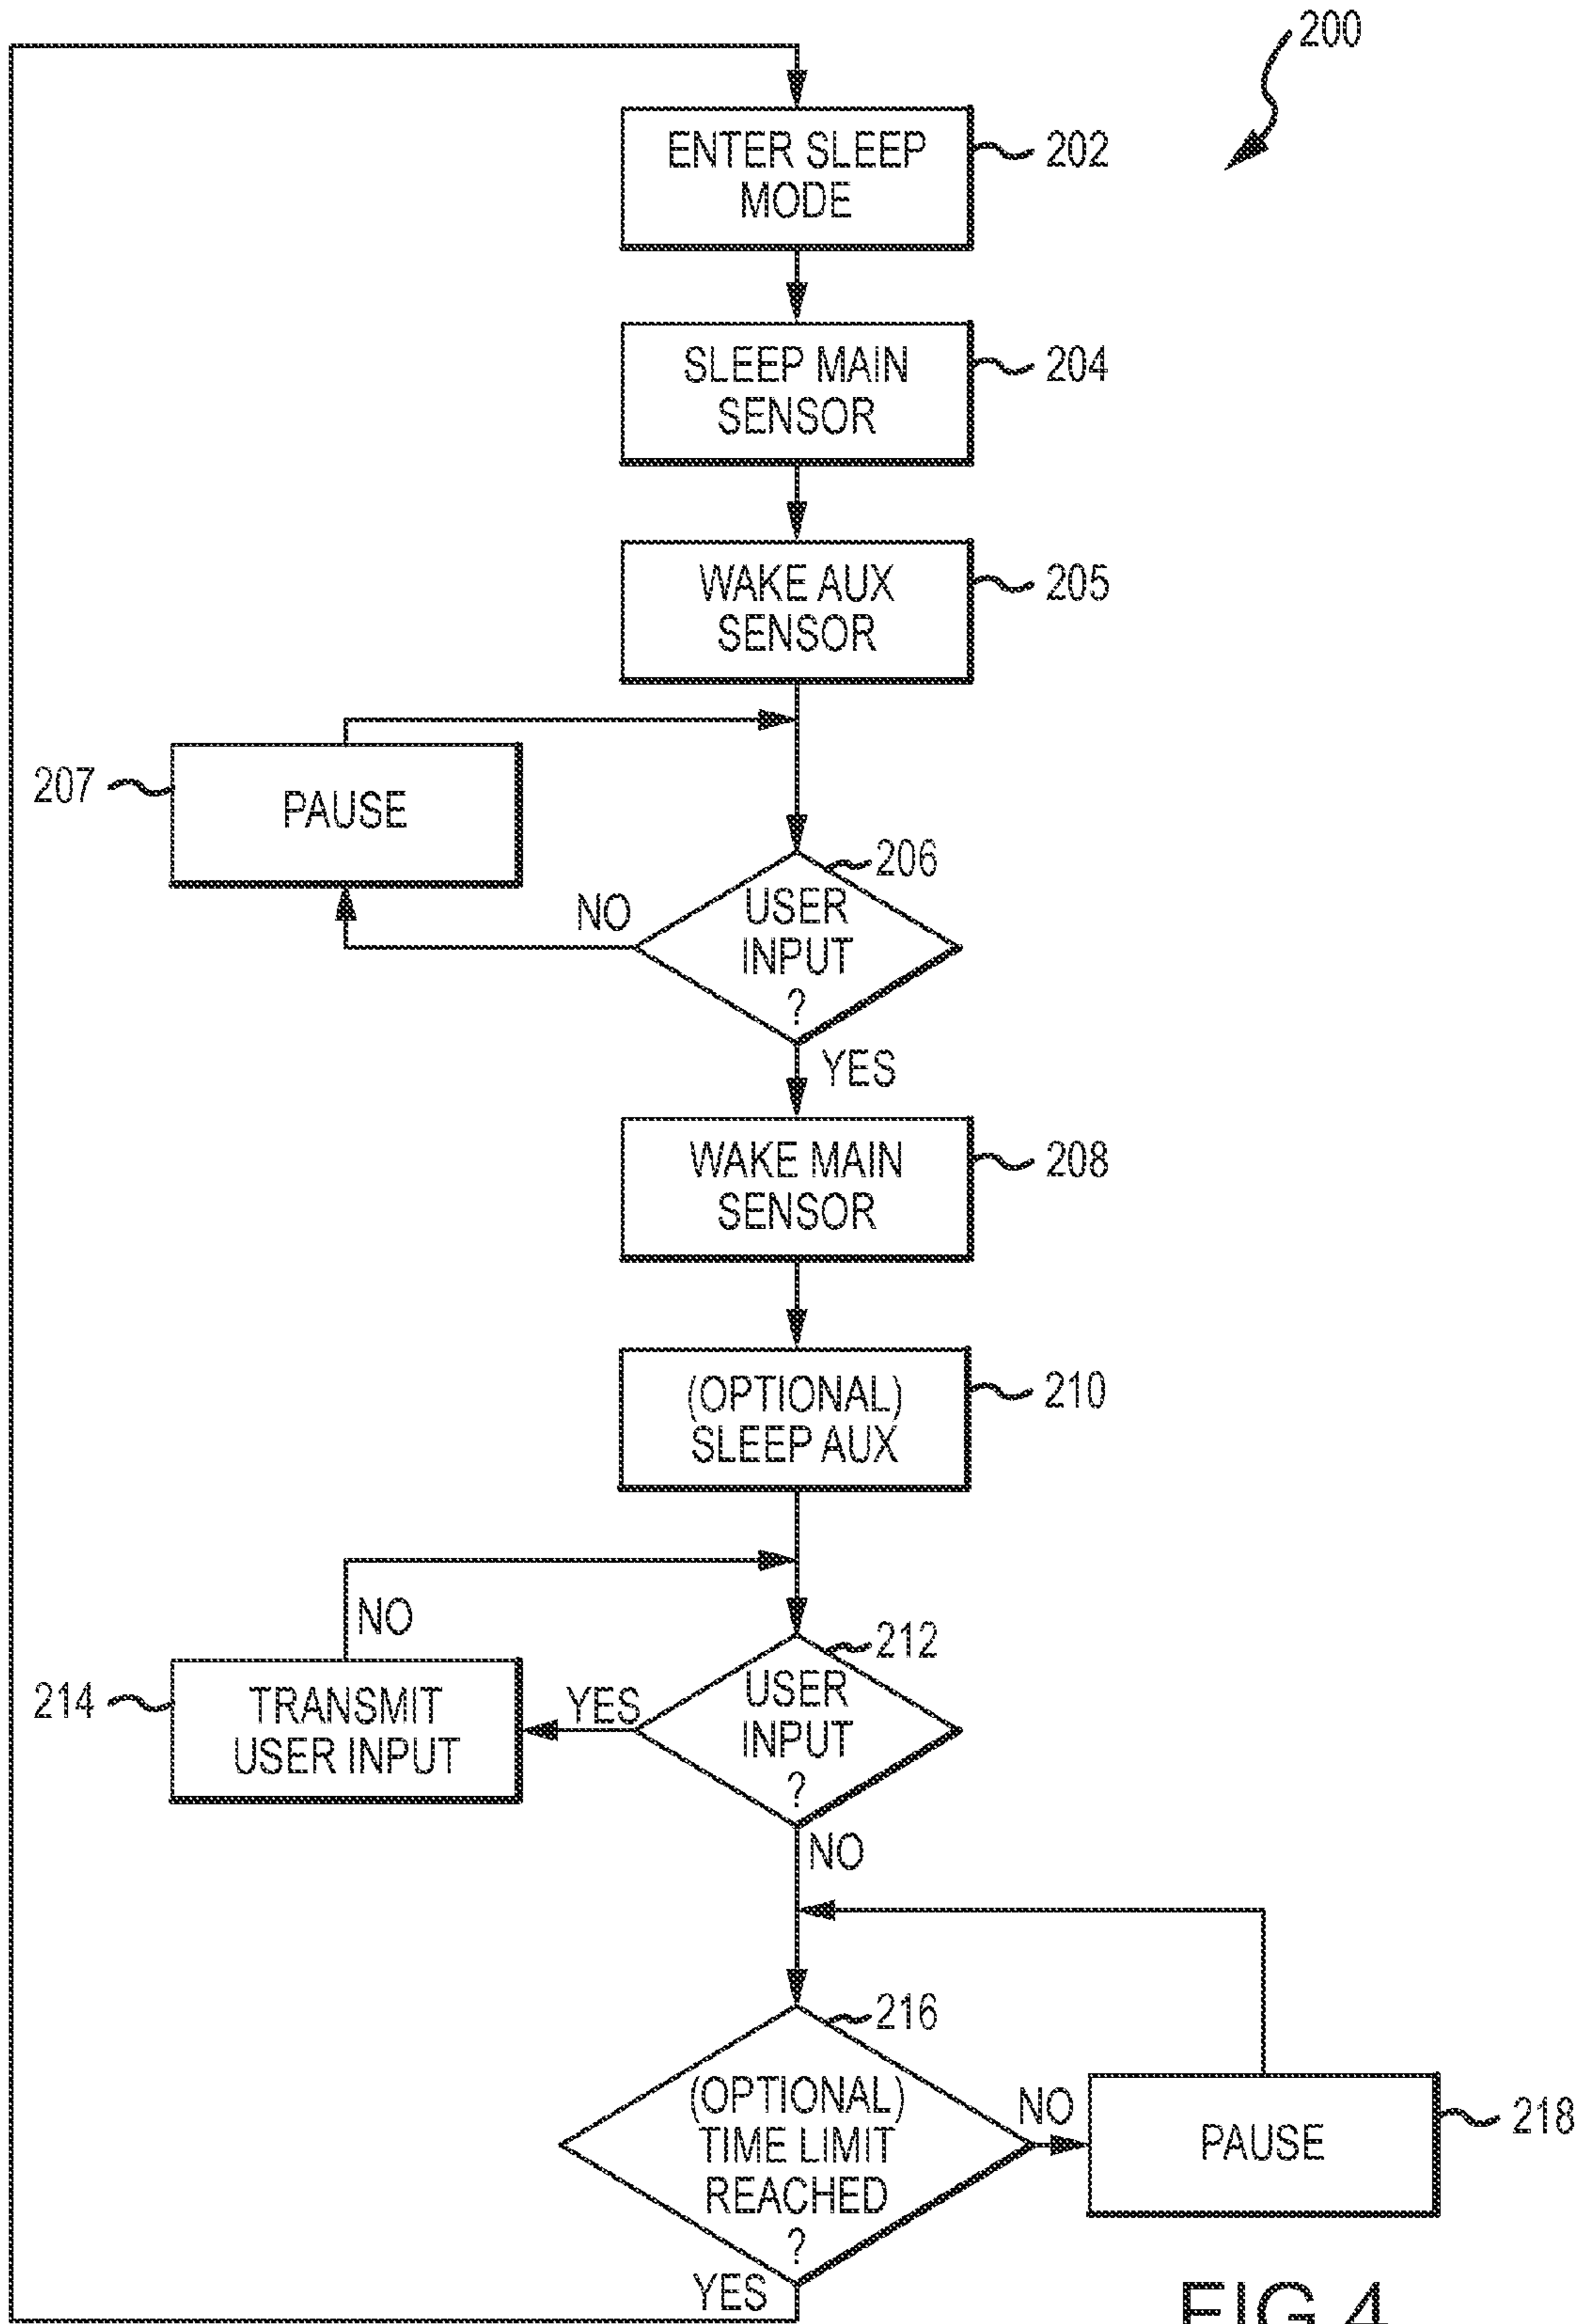 200
ENTER SLEEP
MODE
202
SLEEP MAIN
SENSOR
204
WAKE AUX
SENSOR
205
207
PAUSE
206
USER
INPUT
?
NO
YES
WAKE MAIN
SENSOR
208
(OPTIONAL)
SLEEP AUX
210
NO
212
214
TRANSMIT
USER INPUT
YES
USER
INPUT
?
NO
216
(OPTIONAL)
TIME LIMIT
REACHED
?
NO
PAUSE
218
YES
FIG.4